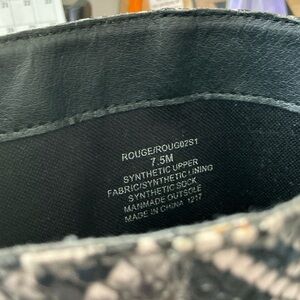 ROUGE/ROUG02S1
7.5M
SYNTHETIC UPPER
FABRIC/SYNTHETIC LINING
SYNTHETIC SOCK
MANMADE OUTSOLE
MADE IN CHINA 1217